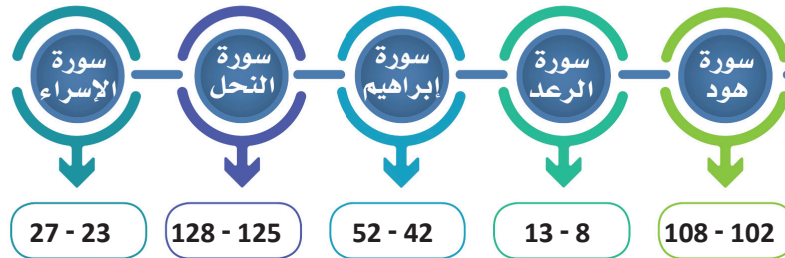 سورة
هود
سورة
الرعد
سورة
إبراهيم
سورة
النحل
سورة
الإسراء
108 - 102
13 - 8
52 - 42
128 - 125
27 - 23